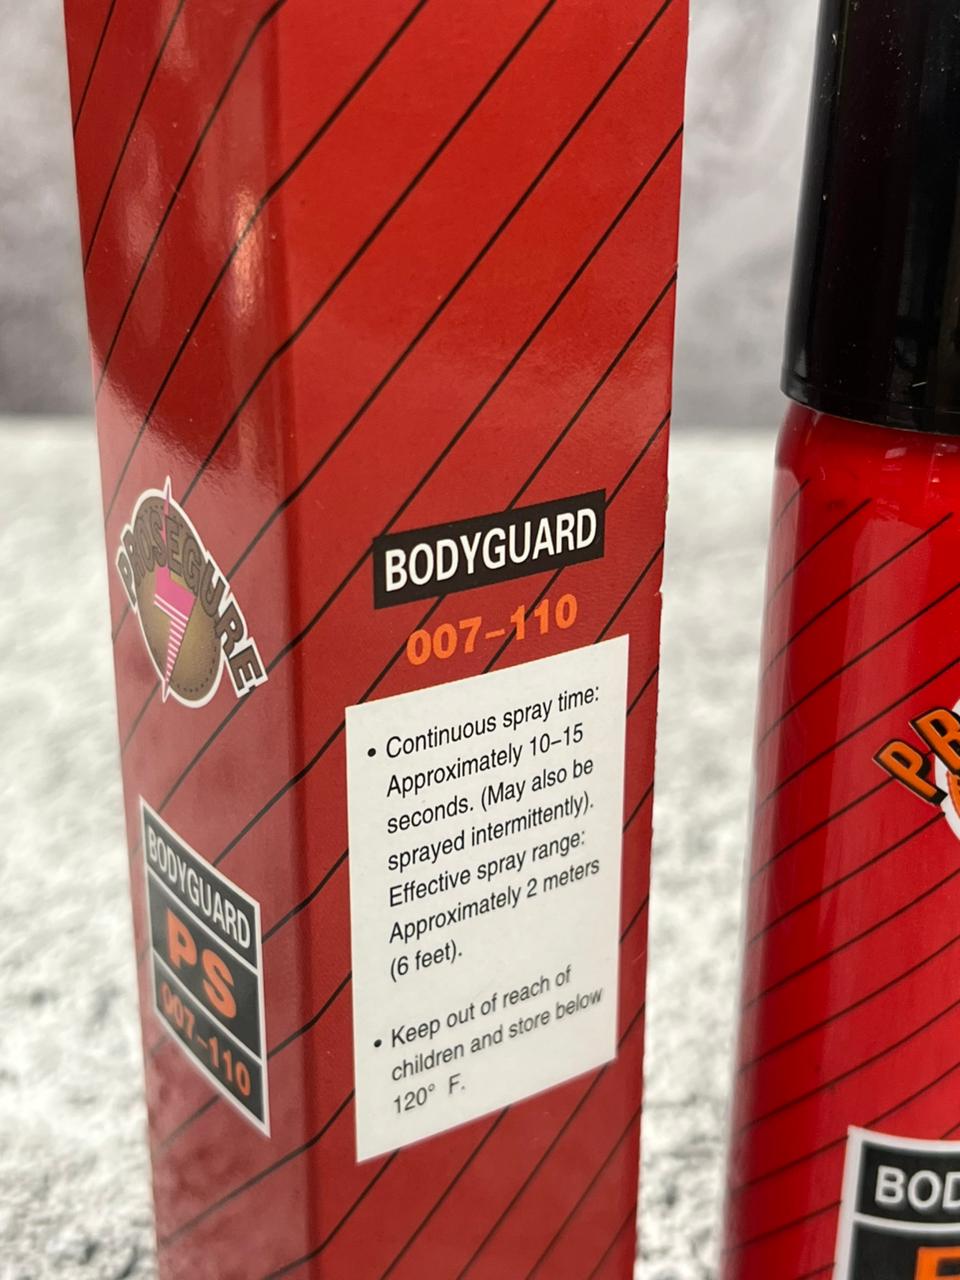 PROSEGURE
BODYGUARD
PS
007-110
BODYGUARD
007-110
• Continuous spray time:
Approximately 10-15
seconds. (May also be
sprayed intermittently).
Effective spray range:
Approximately 2 meters
(6 feet).
• Keep out of reach of
children and store below
120° F.
PR
BOD